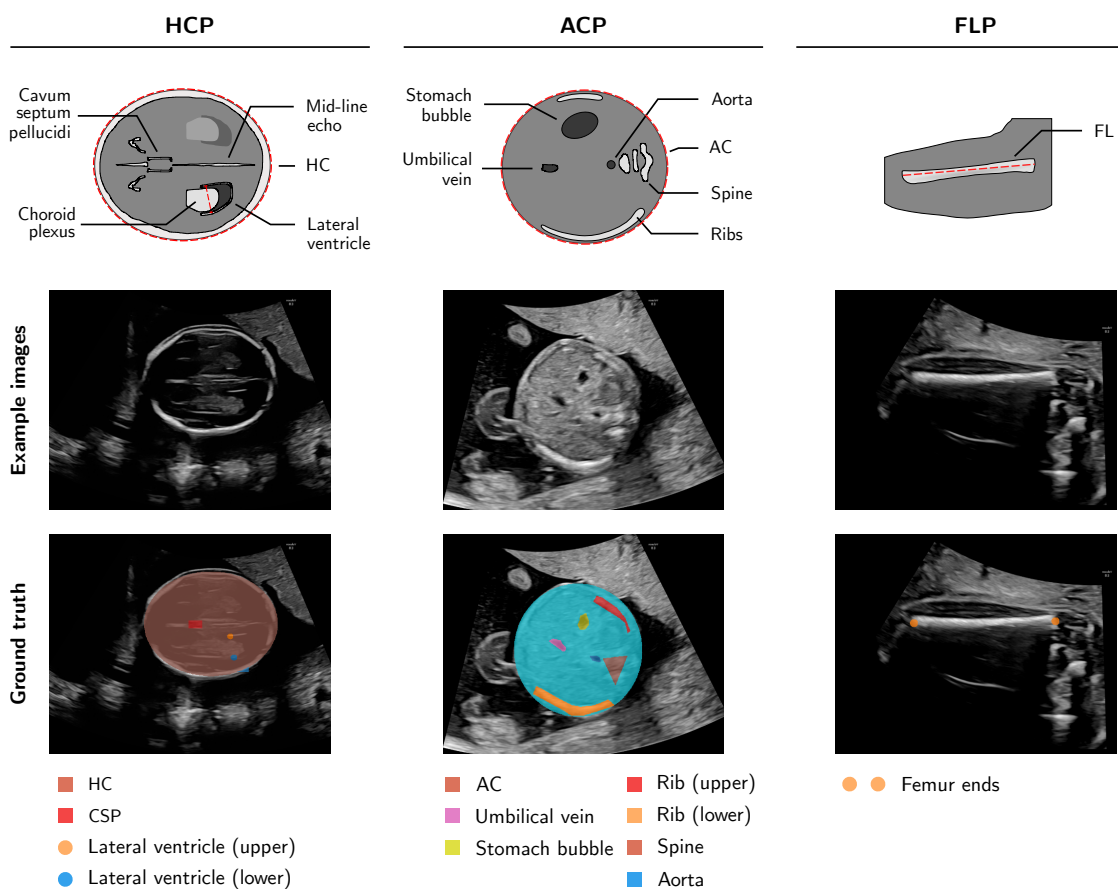 HCP
ACP
FLP
Cavum
septum
pellucidi
Choroid
plexus
Mid-line
echo
HC
Lateral
ventricle
Stomach
bubble
Umbilical
vein
Aorta
AC
Spine
Ribs
FL
Example images
Ground truth
HC
CSP
Lateral ventricle (upper)
Lateral ventricle (lower)
AC
Umbilical vein
Stomach bubble
Rib (upper)
Rib (lower)
Spine
Aorta
Femur ends